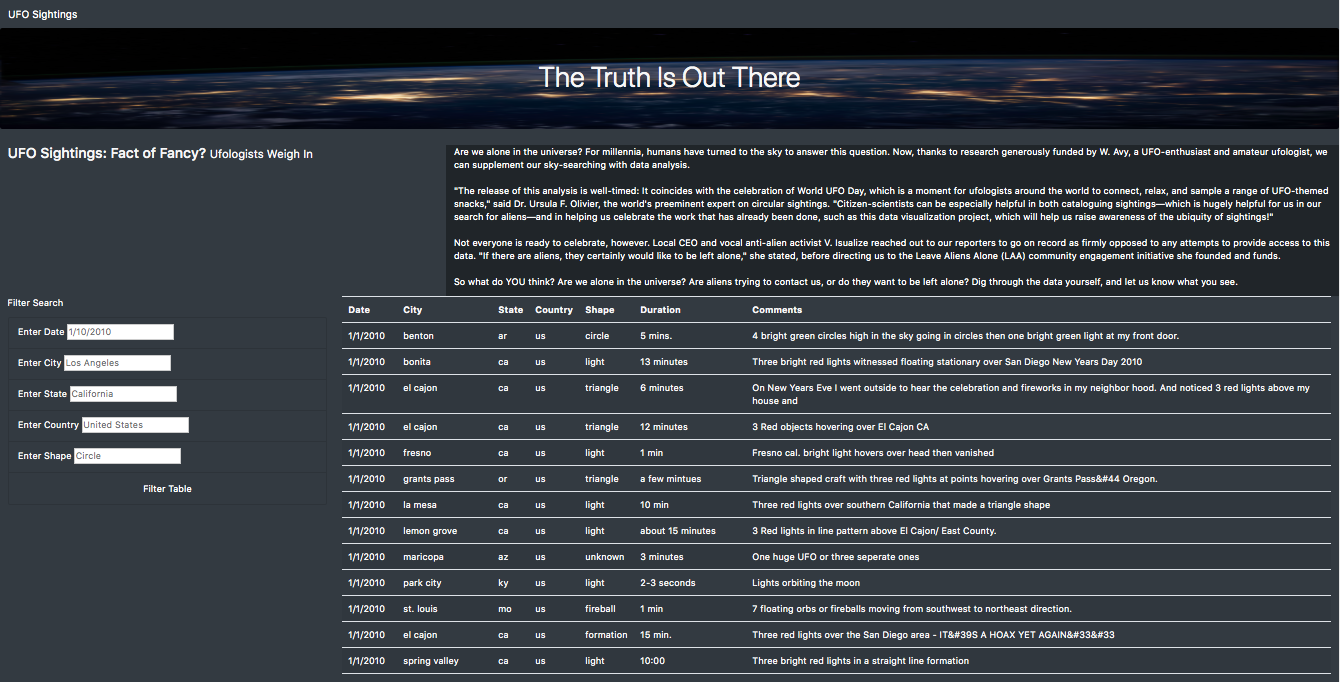 UFO Sightings
The Truth Is Out There
UFO Sightings: Fact of Fancy? Ufologists Weigh In
Are we alone in the universe? For millennia, humans have turned to the sky to answer this question. Now, thanks to research generously funded by W. Avy, a UFO-enthusiast and amateur ufologist, we
can supplement our sky-searching with data analysis.
"The release of this analysis is well-timed: It coincides with the celebration of World UFO Day, which is a moment for ufologists around the world to connect, relax, and sample a range of UFO-themed
snacks," said Dr. Ursula F. Olivier, the world's preeminent expert on circular sightings. "Citizen-scientists can be especially helpful in both cataloguing sightings—which is hugely helpful for us in our
search for aliens—and in helping us celebrate the work that has already been done, such as this data visualization project, which will help us raise awareness of the ubiquity of sightings!"
Not everyone is ready to celebrate, however. Local CEO and vocal anti-alien activist V. Isualize reached out to our reporters to go on record as firmly opposed to any attempts to provide access to this
data. "If there are aliens, they certainly would like to be left alone," she stated, before directing us to the Leave Aliens Alone (LAA) community engagement initiative she founded and funds.
So what do YOU think? Are we alone in the universe? Are aliens trying to contact us, or do they want to be left alone? Dig through the data yourself, and let us know what you see.
Filter Search
Enter Date 1/10/2010
Enter City Los Angeles
Enter State California
Enter Country United States
Enter Shape Circle
Filter Table
Date City State Country Shape Duration Comments
1/1/2010 benton ar us circle 5 mins. 4 bright green circles high in the sky going in circles then one bright green light at my front door.
1/1/2010 bonita ca us light 13 minutes Three bright red lights witnessed floating stationary over San Diego New Years Day 2010
1/1/2010 el cajon ca us triangle 6 minutes On New Years Eve I went outside to hear the celebration and fireworks in my neighbor hood. And noticed 3 red lights above my
house and
1/1/2010 el cajon ca us triangle 12 minutes 3 Red objects hovering over El Cajon CA
1/1/2010 fresno ca us light 1 min Fresno cal. bright light hovers over head then vanished
1/1/2010 grants pass or us triangle a few mintues Triangle shaped craft with three red lights at points hovering over Grants Pass&#44 Oregon.
1/1/2010 la mesa ca us light 10 min Three red lights over southern California that made a triangle shape
1/1/2010 lemon grove ca us light about 15 minutes 3 Red lights in line pattern above El Cajon/ East County.
1/1/2010 maricopa az us unknown 3 minutes One huge UFO or three seperate ones
1/1/2010 park city ky us light 2-3 seconds Lights orbiting the moon
1/1/2010 st. louis mo us fireball 1 min 7 floating orbs or fireballs moving from southwest to northeast direction.
1/1/2010 el cajon ca us formation 15 min. Three red lights over the San Diego area - IT&#39S A HOAX YET AGAIN&#33&#33
1/1/2010 spring valley ca us light 10:00 Three bright red lights in a straight line formation